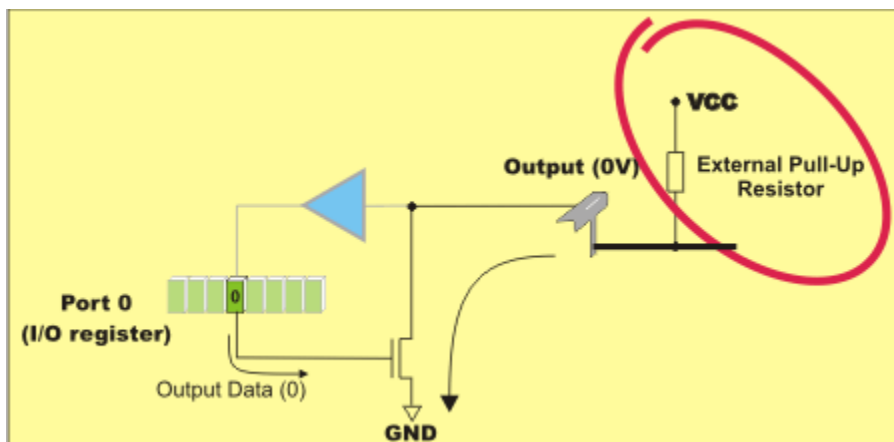 VCC
Output (0V)
External Pull-Up
Resistor
0
Port 0
(I/O register)
Output Data (0)
GND